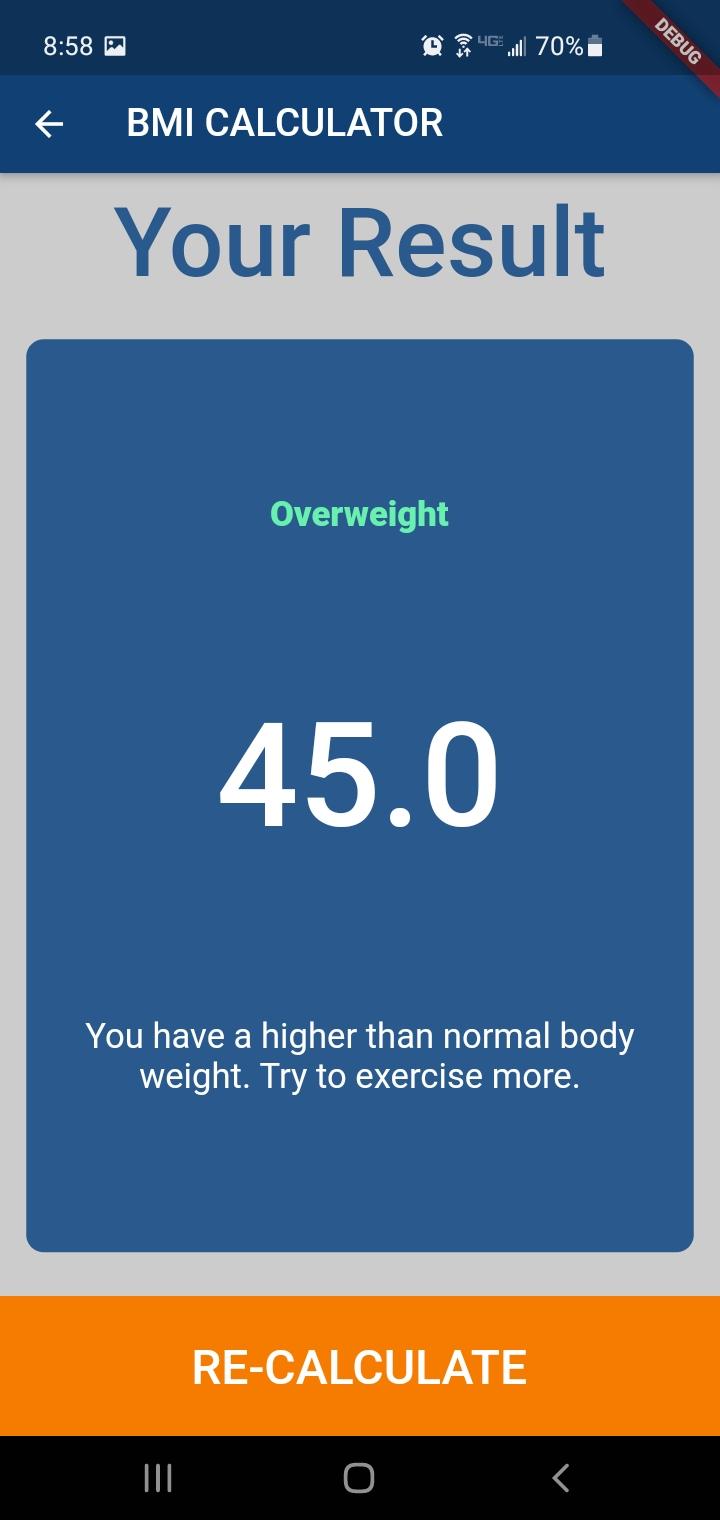 8:58
4G
70%
DEBUG
BMI CALCULATOR
Your Result
Overweight
45.0
You have a higher than normal body
weight. Try to exercise more.
RE-CALCULATE